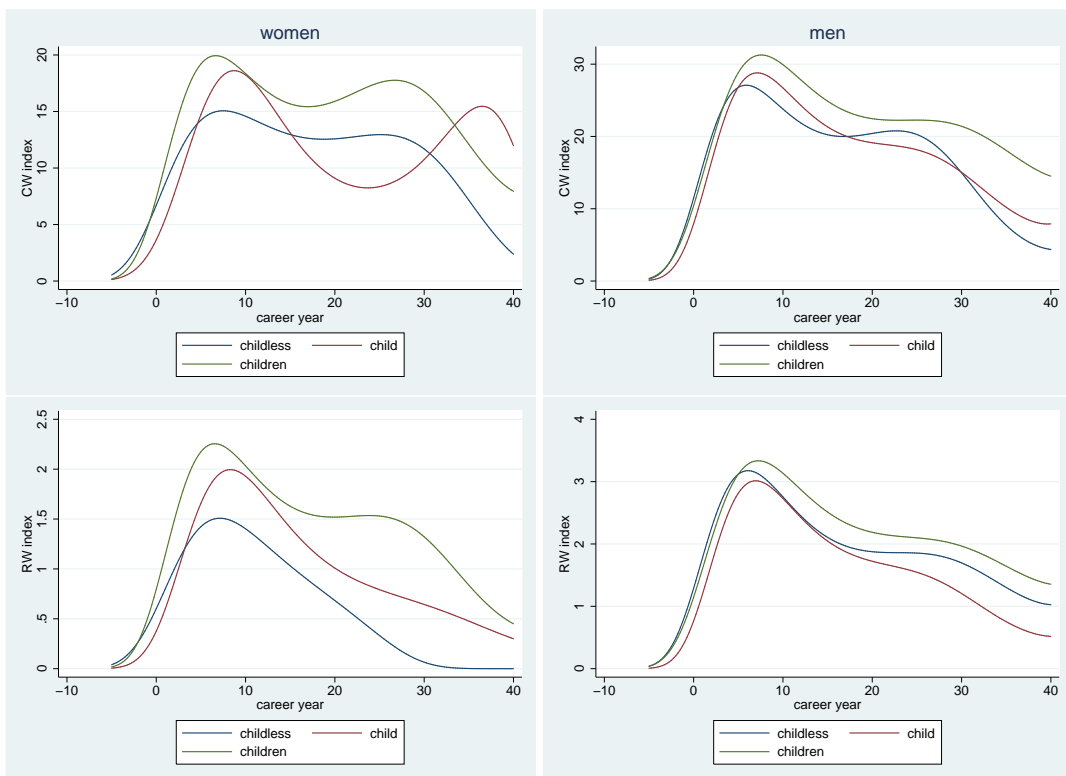 women
CW index
0
5
10
15
20
−10 0 10 20 30 40
career year
childless child
children
men
CW index
0
10
20
30
−10 0 10 20 30 40
career year
childless child
children
RW index
0
.5
1
1.5
2
2.5
−10 0 10 20 30 40
career year
childless child
children
RW index
0
1
2
3
4
−10 0 10 20 30 40
career year
childless child
children